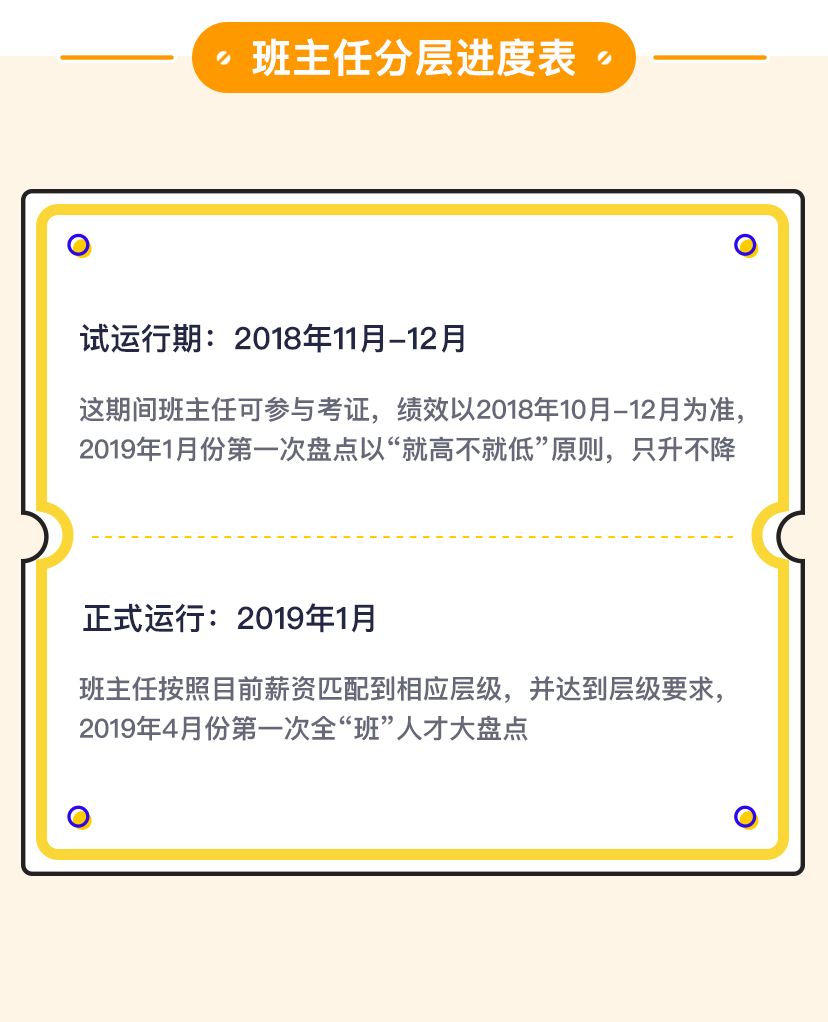 班主任分层进度表
试运行期：2018年11月-12月
这期间班主任可参与考证，绩效以2018年10月-12月为准，
2019年1月份第一次盘点以“就高不就低”原则，只升不降
正式运行：2019年1月
班主任按照目前薪资匹配到相应层级，并达到层级要求，
2019年4月份第一次全“班”人才大盘点